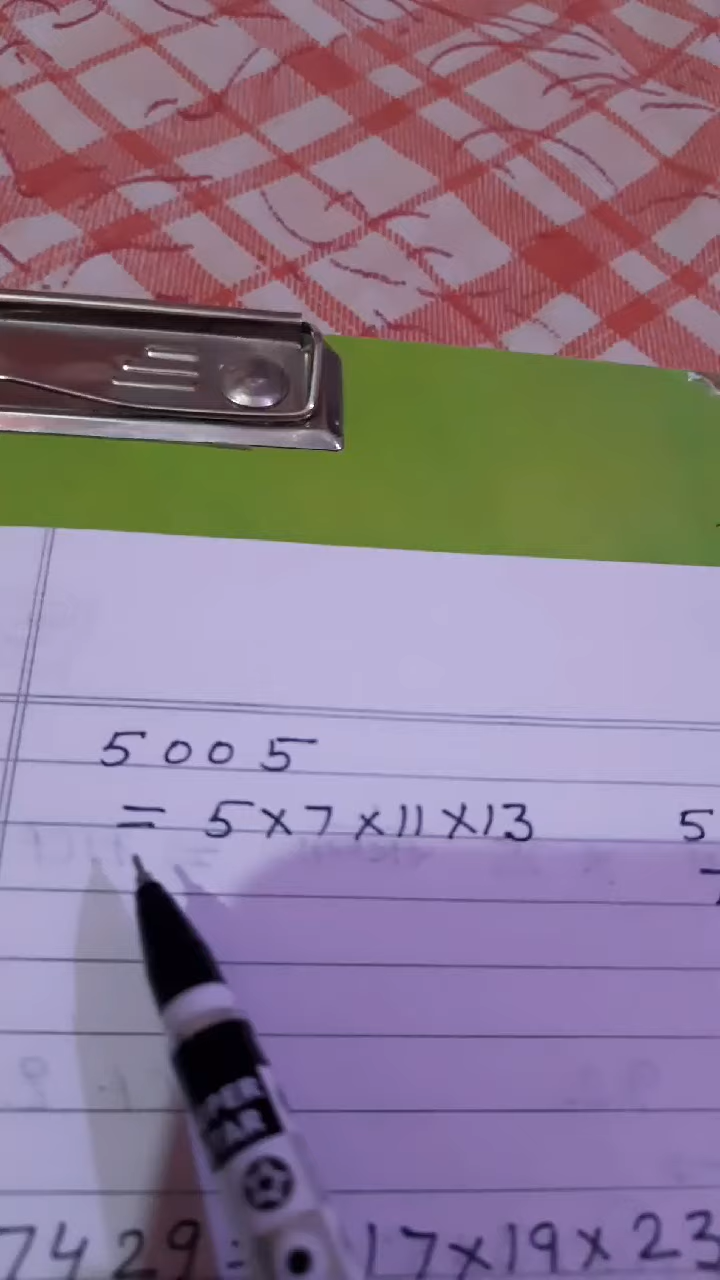 5005
= 5×7×11×13
5
7429 = 17×19×23